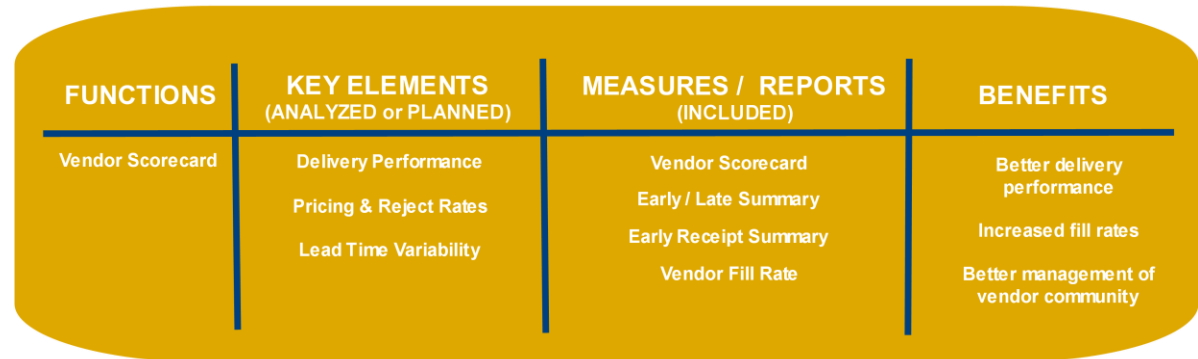 FUNCTIONS
KEY ELEMENTS
(ANALYZED or PLANNED)
MEASURES / REPORTS
(INCLUDED)
BENEFITS
Vendor Scorecard
Delivery Performance
Pricing & Reject Rates
Lead Time Variability
Vendor Scorecard
Early / Late Summary
Early Receipt Summary
Vendor Fill Rate
Better delivery
performance
Increased fill rates
Better management of
vendor community